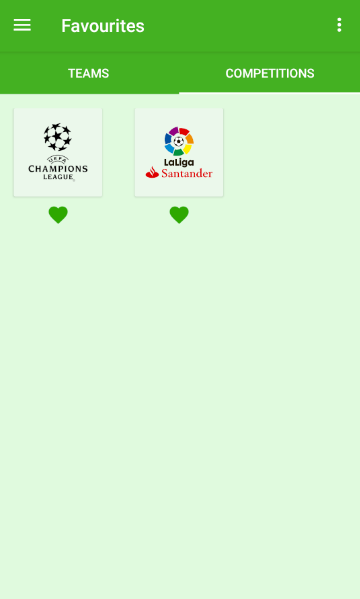 Favourites
TEAMS
COMPETITIONS
UEFA
CHAMPIONS
LEAGUE
LaLiga
Santander